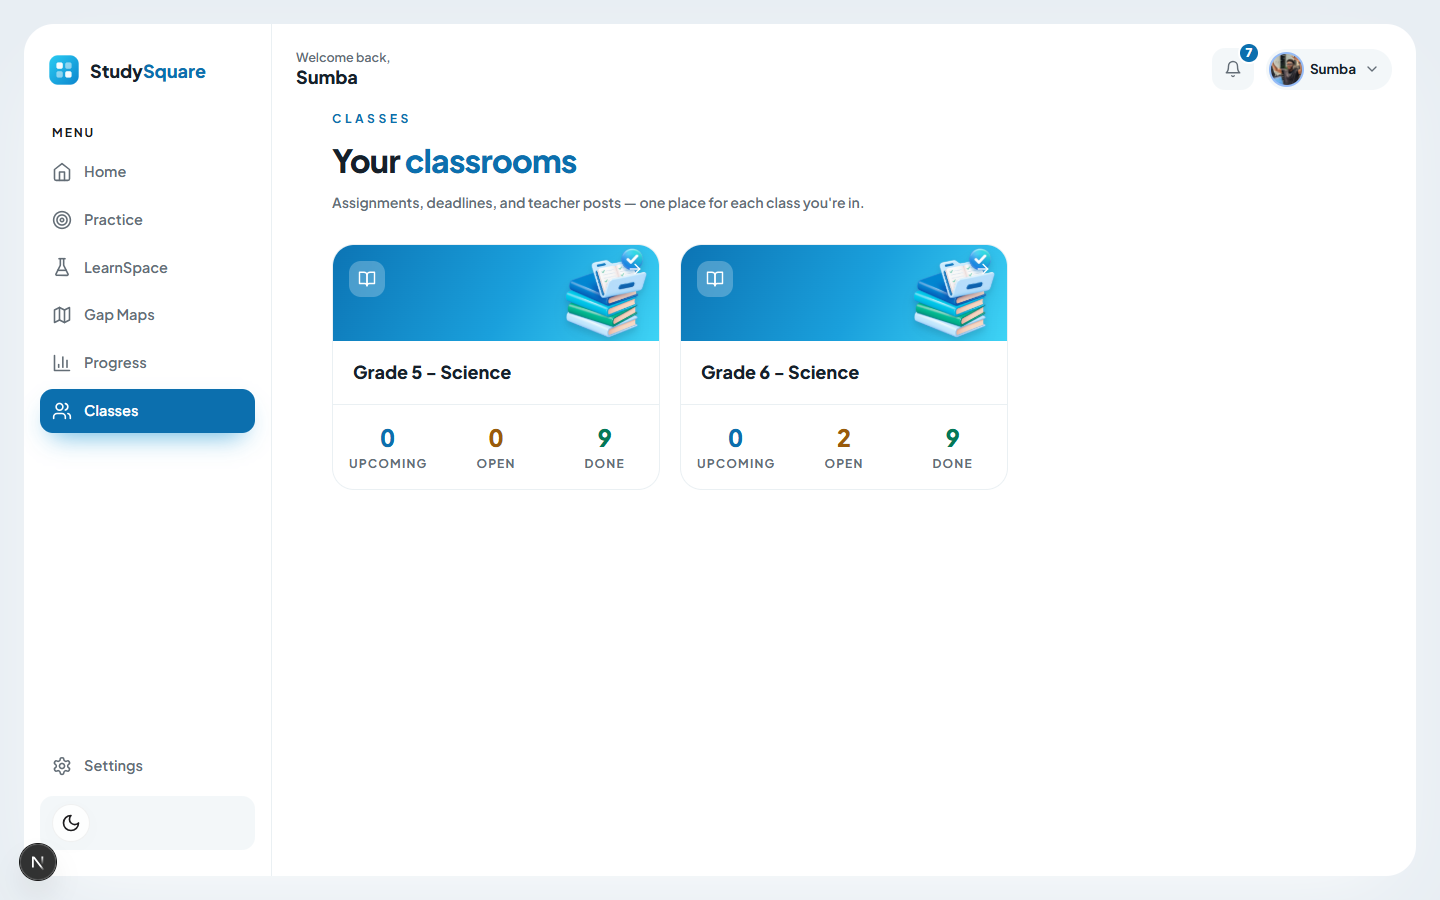 StudySquare
MENU
Home
Practice
LearnSpace
Gap Maps
Progress
Classes
Settings
N
Welcome back,
Sumba
7
Sumba
CLASSES
Your classrooms
Assignments, deadlines, and teacher posts — one place for each class you're in.
Grade 5 – Science
0 0 9
UPCOMING OPEN DONE
Grade 6 – Science
0 2 9
UPCOMING OPEN DONE